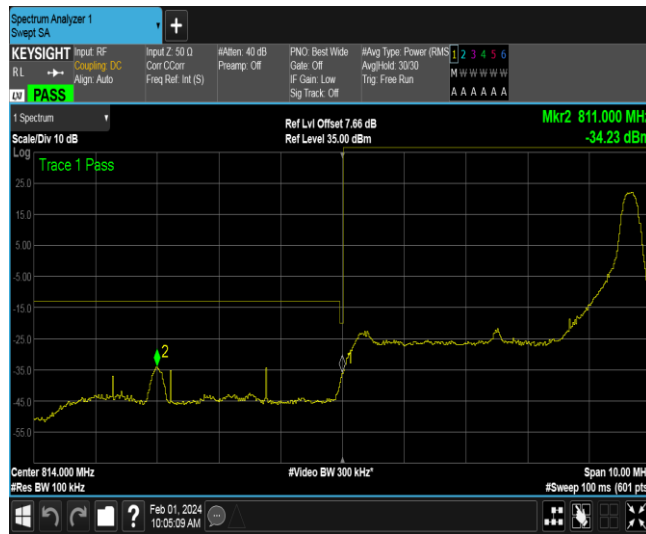 Spectrum Analyzer 1
Swept SA
+
KEYSIGHT
RL
LXI PASS
Input: RF
Coupling: DC
Align: Auto
Input Z: 50 Ω
Corr CCorr
Freq Ref: Int (S)
#Atten: 40 dB
Preamp: Off
PNO: Best Wide
Gate: Off
IF Gain: Low
Sig Track: Off
#Avg Type: Power (RMS
Avg|Hold: 30/30
Trig: Free Run
1 2 3 4 5 6
M W W W W W
A A A A A A
1 Spectrum
Scale/Div 10 dB
Ref Lvl Offset 7.66 dB
Ref Level 35.00 dBm
Mkr2 811.000 MHz
-34.23 dBm
Log
Trace 1 Pass
25.0
15.0
5.00
-5.00
-15.0
-25.0
-35.0
-45.0
-55.0
2
1
Center 814.000 MHz
#Video BW 300 kHz*
Span 10.00 MH
#Res BW 100 kHz
#Sweep 100 ms (601 pts
?
Feb 01, 2024
10:05:09 AM